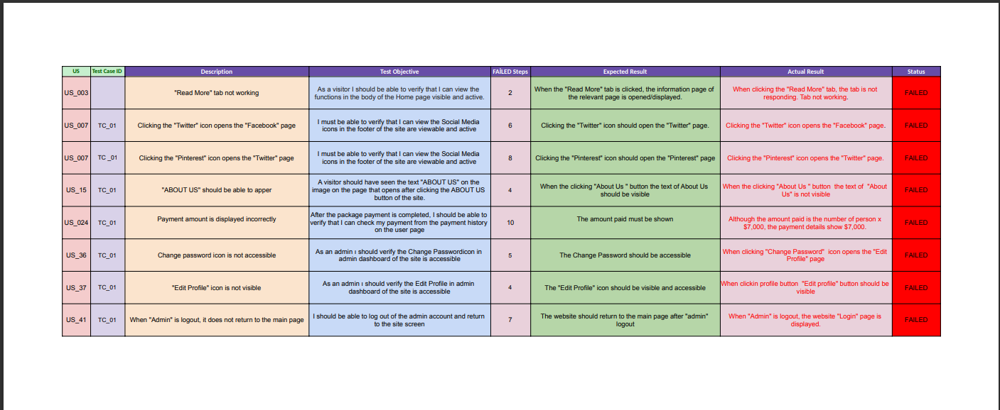 US Test Case ID Description Test Objective FAİLED Steps Expected Result Actual Result Status
US_003 "Read More" tab not working As a visitor I should be able to verify that I can view the
functions in the body of the Home page visible and active. 2 When the "Read More" tab is clicked, the information page of
the relevant page is opened/displayed. When clicking the "Read More" tab, the tab is not
responding. Tab not working. FAILED
US_007 TC_01 Clicking the "Twitter" icon opens the "Facebook" page I must be able to verify that I can view the Social Media
icons in the footer of the site are viewable and active 6 Clicking the "Twitter" icon should open the "Twitter" page. Clicking the "Twitter" icon opens the "Facebook" page. FAILED
US_007 TC_01 Clicking the "Pinterest" icon opens the "Twitter" page I must be able to verify that I can view the Social Media
icons in the footer of the site are viewable and active 8 Clicking the "Pinterest" icon should open the "Pinterest" page Clicking the "Pinterest" icon opens the "Twitter" page. FAILED
US_15 TC_01 "ABOUT US" should be able to apper A visitor should have seen the text "ABOUT US" on the
image on the page that opens after clicking the ABOUT US
button of the site. 4 When the clicking "About Us " button the text of About Us
should be visible When the clicking "About Us " button the text of "About
Us" is not visible FAILED
US_024 TC_01 Payment amount is displayed incorrectly After the package payment is completed, I should be able to
verify that I can check my payment from the payment history
on the user page 10 The amount paid must be shown Although the amount paid is the number of person x
$7,000, the payment details show $7,000. FAILED
US_36 TC_01 Change password icon is not accessible As an admin ı should verify the Change Passwordicon in
admin dashboard of the site is accessible 5 The Change Password should be accessible When clicking "Change Password" icon opens the "Edit
Profile" page FAILED
US_37 TC_01 "Edit Profile" icon is not visible As an admin ı should verify the Edit Profile in admin
dashboard of the site is accessible 4 The "Edit Profile" icon should be visible and accessible When clickin profile button "Edit profile" button should be
visible FAILED
US_41 TC_01 When "Admin" is logout, it does not return to the main page I should be able to log out of the admin account and return
to the site screen 7 The website should return to the main page after "admin"
logout When "Admin" is logout, the website "Login" page is
displayed. FAILED